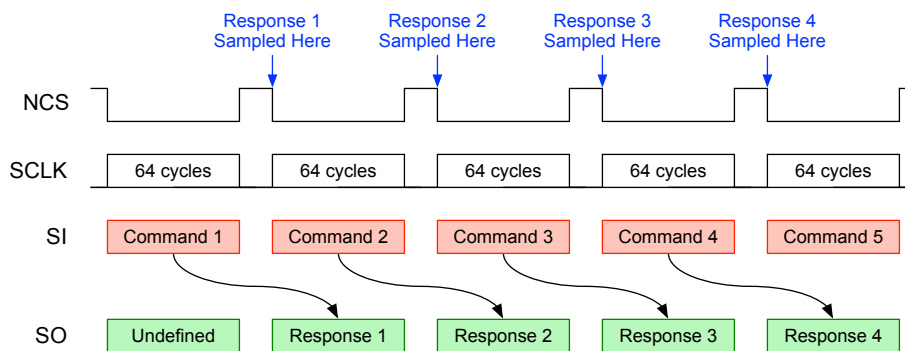 Response 1 Response 2 Response 3 Response 4
Sampled Here Sampled Here Sampled Here Sampled Here
NCS
SCLK 64 cycles 64 cycles 64 cycles 64 cycles 64 cycles
SI Command 1 Command 2 Command 3 Command 4 Command 5
SO Undefined Response 1 Response 2 Response 3 Response 4